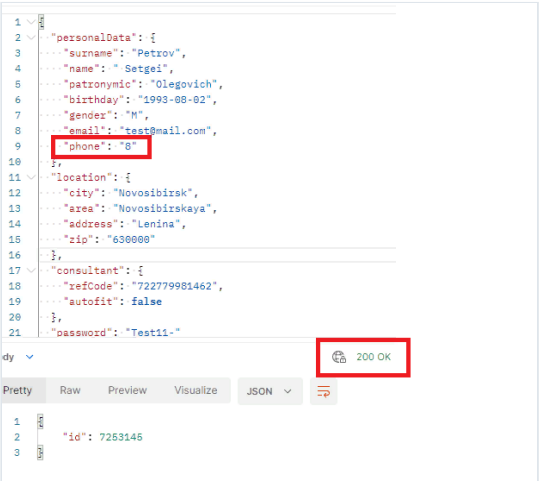 1 {
2 "personalData": {
3 "surname": "Petrov",
4 "name": " Setgei",
5 "patronymic": "Olegovich",
6 "birthday": "1993-08-02",
7 "gender": "M",
8 "email": "test@mail.com",
9 "phone": "8"
10 },
11 "location": {
12 "city": "Novosibirsk",
13 "area": "Novosibirskaya",
14 "address": "Lenina",
15 "zip": "630000"
16 },
17 "consultant": {
18 "refCode": "722779981462",
19 "autofit": false
20 },
21 "password": "Test11-"
dy 200 OK
Pretty Raw Preview Visualize JSON
1 {
2 "id": 7253145
3 }